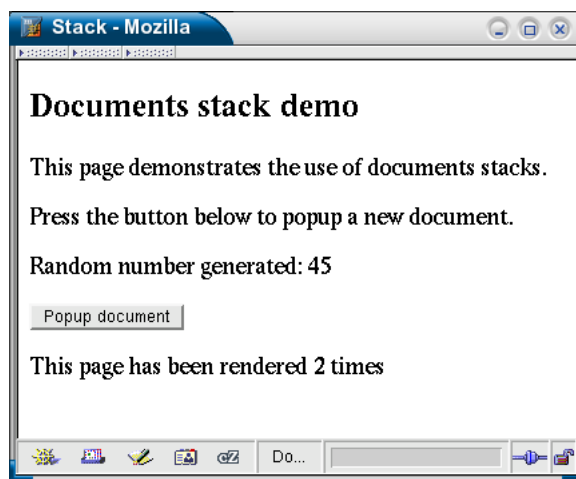 Stack - Mozilla
Documents stack demo
This page demonstrates the use of documents stacks.
Press the button below to popup a new document.
Random number generated: 45
Popup document
This page has been rendered 2 times
Do...